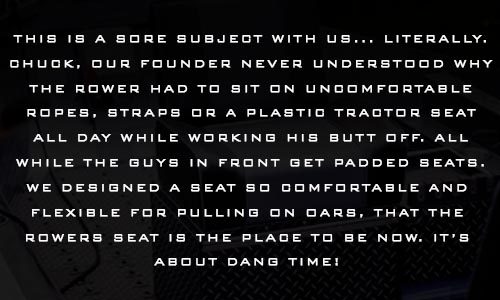 THIS IS A SORE SUBJECT WITH US... LITERALLY.
CHUCK, OUR FOUNDER NEVER UNDERSTOOD WHY
THE ROWER HAD TO SIT ON UNCOMFORTABLE
ROPES, STRAPS OR A PLASTIC TRACTOR SEAT
ALL DAY WHILE WORKING HIS BUTT OFF. ALL
WHILE THE GUYS IN FRONT GET PADDED SEATS.
WE DESIGNED A SEAT SO COMFORTABLE AND
FLEXIBLE FOR PULLING ON OARS, THAT THE
ROWERS SEAT IS THE PLACE TO BE NOW. IT'S
ABOUT DANG TIME!